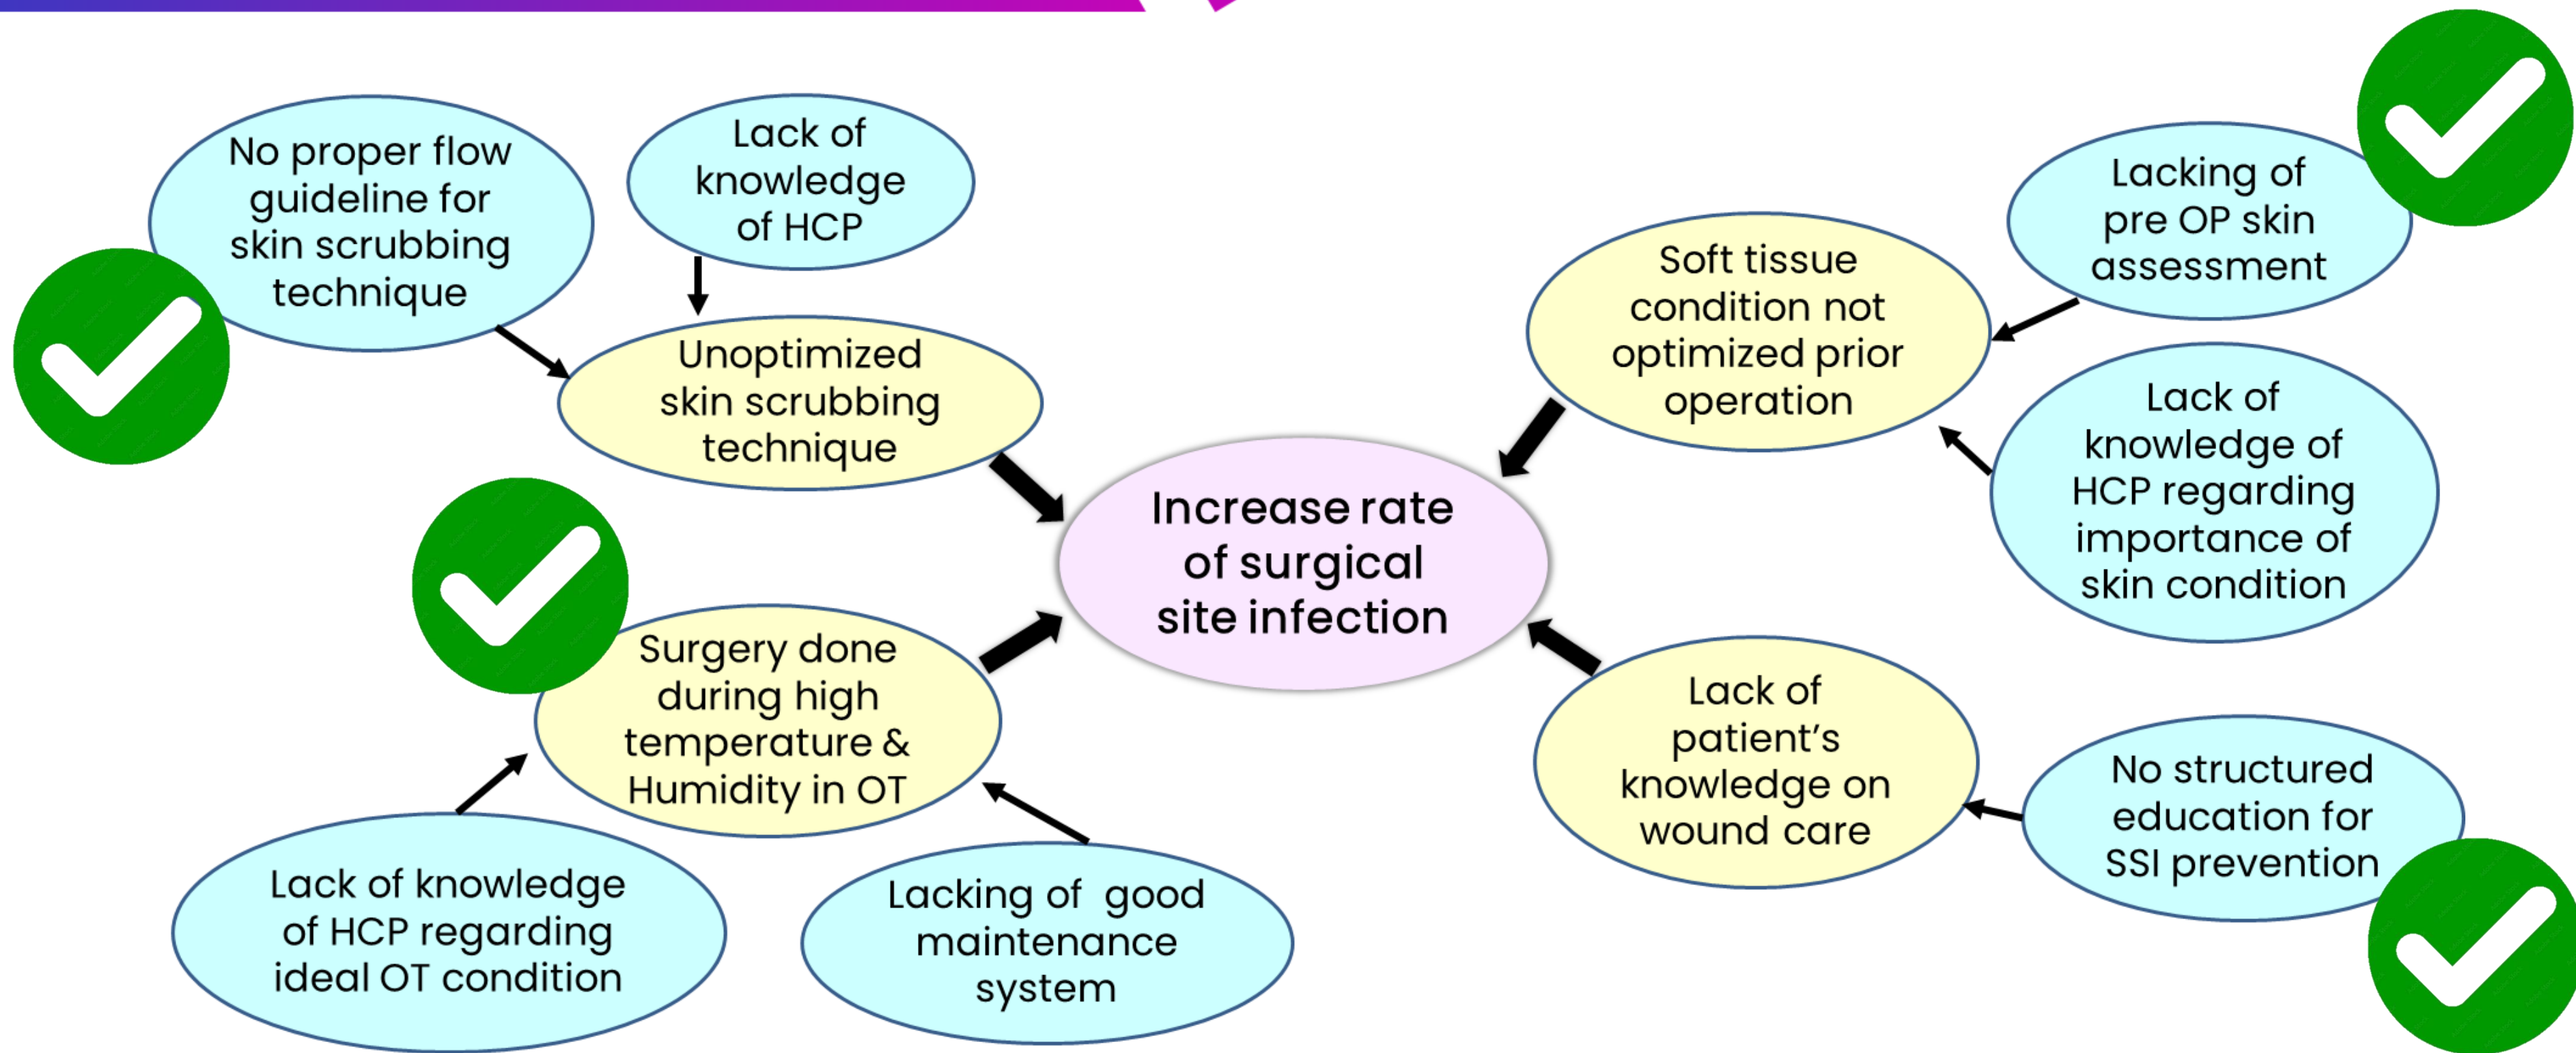 No proper flow
guideline for
skin scrubbing
technique
Lack of
knowledge
of HCP
Unoptimized
skin scrubbing
technique
Surgery done
during high
temperature &
Humidity in OT
Lack of knowledge
of HCP regarding
ideal OT condition
Lacking of  good
maintenance
system
Increase rate
of surgical
site infection
Soft tissue
condition not
optimized prior
operation
Lacking of
pre OP skin
assessment
Lack of
knowledge of
HCP regarding
importance of
skin condition
Lack of
patient’s
knowledge on
wound care
No structured
education for
SSI prevention